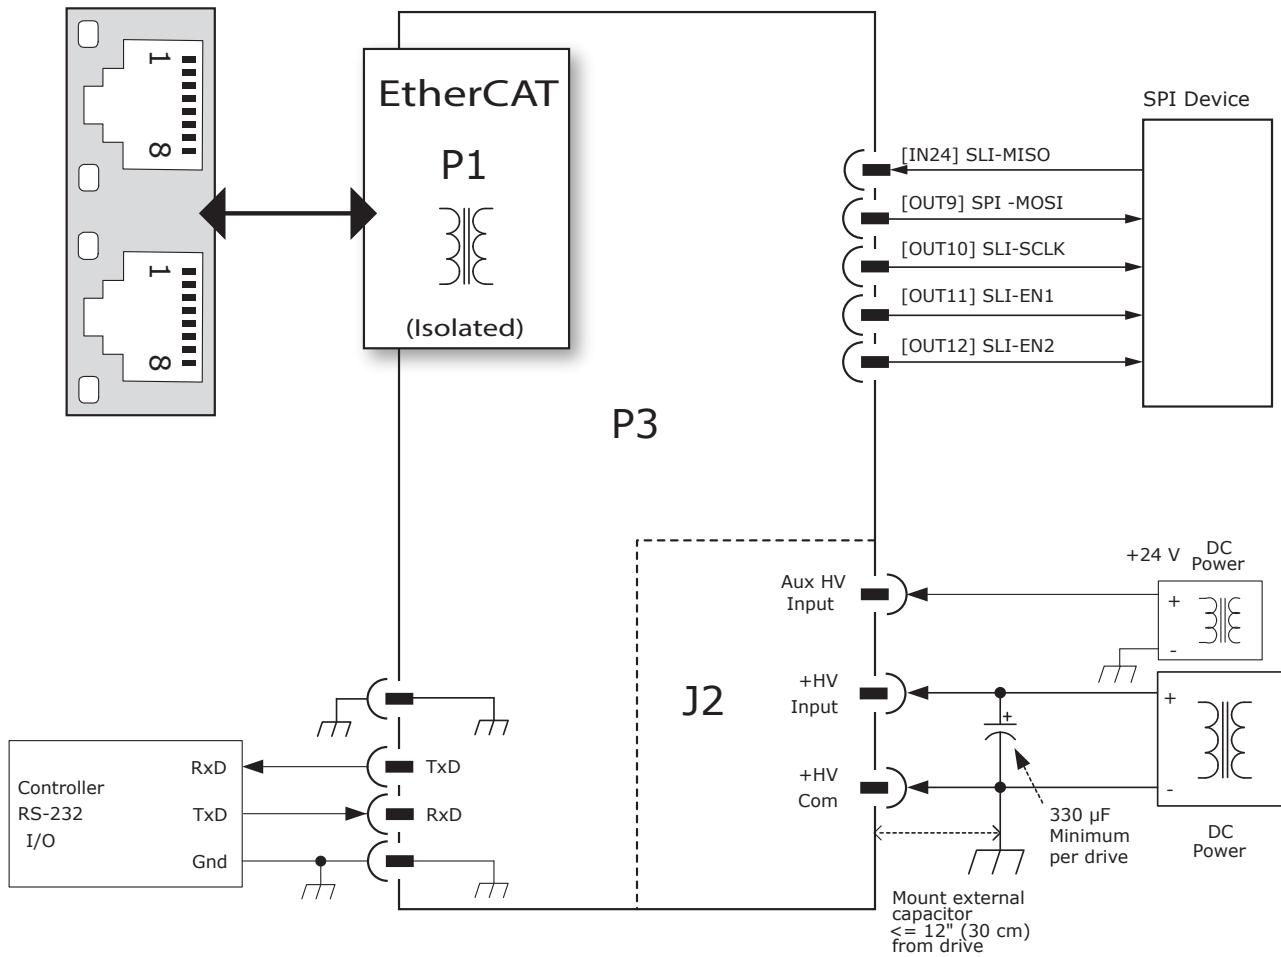 1
8
1
8
EtherCAT
P1
(Isolated)
P3
SPI Device
[IN24] SLI-MISO
[OUT9] SPI -MOSI
[OUT10] SLI-SCLK
[OUT11] SLI-EN1
[OUT12] SLI-EN2
J2
Aux HV
Input
+HV
Input
+HV
Com
+24 V
DC
Power
+
-
+
-
DC
Power
+
330 µF
Minimum
per drive
Mount external
capacitor
<= 12" (30 cm)
from drive
Controller
RS-232
I/O
RxD
TxD
Gnd
TxD
RxD